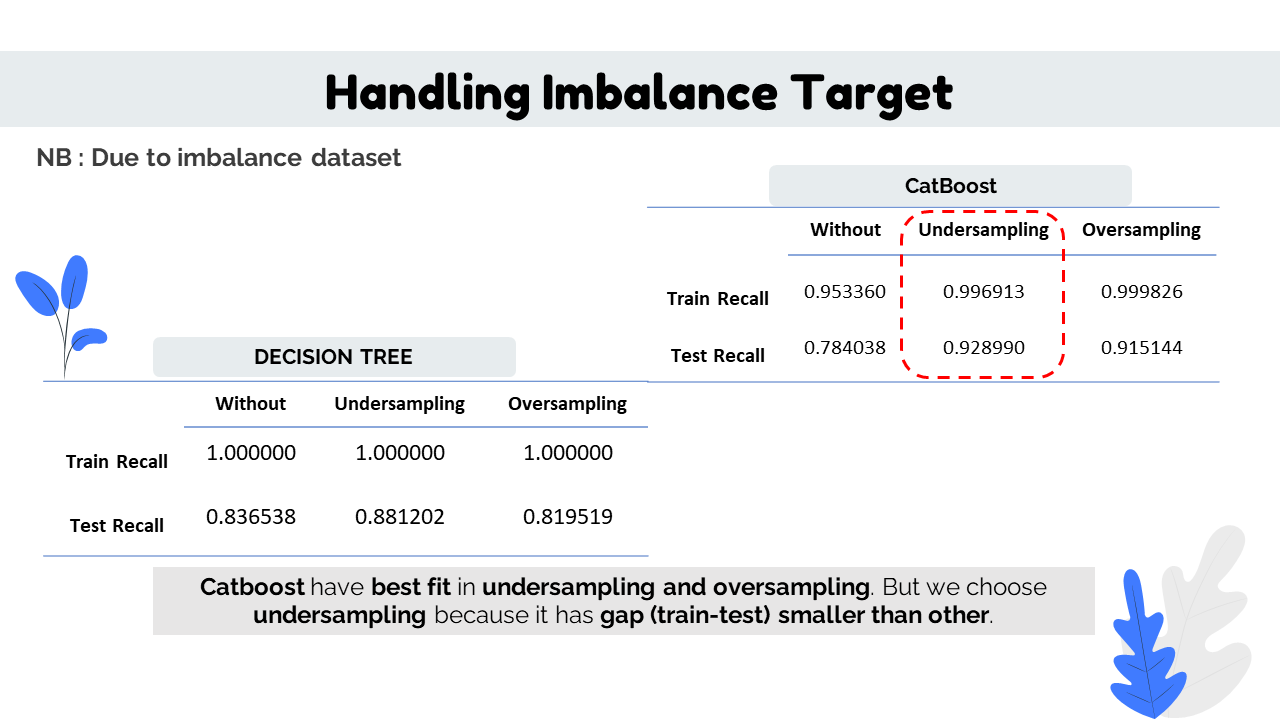 Handling Imbalance Target
NB : Due to imbalance dataset
CatBoost
Without Undersampling Oversampling
Train Recall 0.953360 0.996913 0.999826
Test Recall 0.784038 0.928990 0.915144
DECISION TREE
Without Undersampling Oversampling
Train Recall 1.000000 1.000000 1.000000
Test Recall 0.836538 0.881202 0.819519
Catboost have best fit in undersampling and oversampling. But we choose
undersampling because it has gap (train-test) smaller than other.